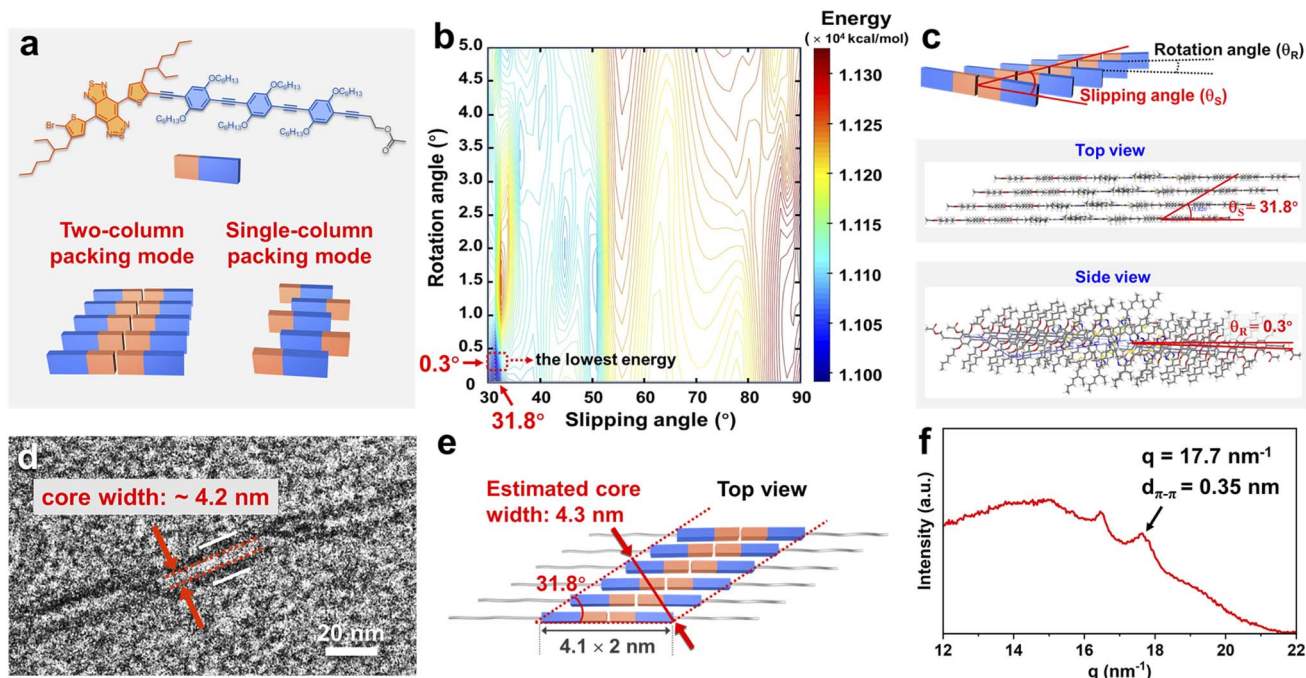 a
OC₆H₁₃
OC₆H₁₃
OC₆H₁₃
C₆H₁₃O
C₆H₁₃O
C₆H₁₃O
Br
S
S
N
N
N
N
S
S
O
O
Two-column
packing mode
Single-column
packing mode
b
Energy
( × 10⁴ kcal/mol)
5.0
4.5
4.0
3.5
3.0
2.5
2.0
1.5
1.0
0.5
0
Rotation angle (°)
0.3°
the lowest energy
30
40
50
60
70
80
90
31.8°
Slipping angle (°)
1.130
1.125
1.120
1.115
1.110
1.105
1.100
c
Rotation angle (θR)
Slipping angle (θS)
Top view
θS = 31.8°
Side view
θR = 0.3°
d
core width: ~ 4.2 nm
20 nm
e
Estimated core
width: 4.3 nm
Top view
31.8°
4.1 × 2 nm
f
q = 17.7 nm⁻¹
dπ-π = 0.35 nm
Intensity (a.u.)
12
14
16
18
20
22
q (nm⁻¹)